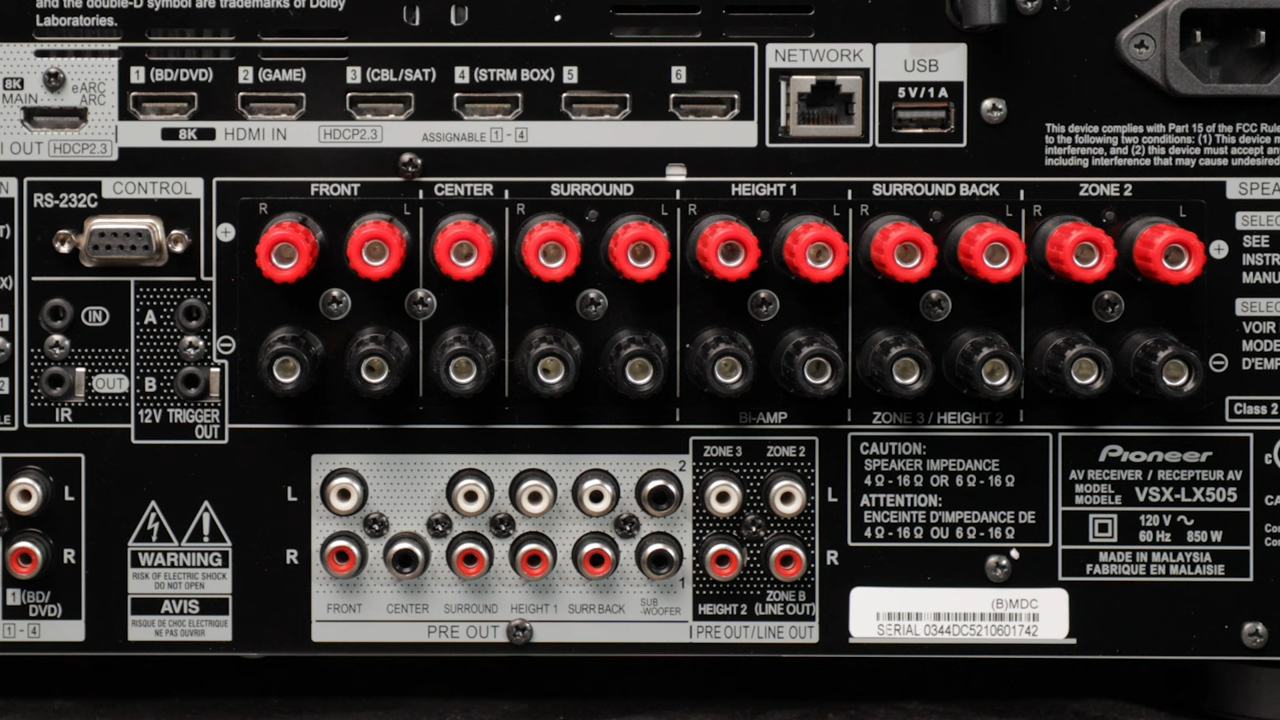 and the double-D symbol are trademarks of Dolby
Laboratories.
8K
MAIN
eARC
ARC
HDCP2.3
1 (BD/DVD)
2 (GAME)
3 (CBL/SAT)
4 (STRM BOX)
5
6
8K HDMI IN HDCP2.3 ASSIGNABLE 1 - 4
NETWORK
USB
5V/1A
This device complies with Part 15 of the FCC
to the following two conditions: (1) This device
interference, and (2) this device must accept
including interference that may cause undesired
CONTROL
RS-232C
IN
OUT
IR
A
B
12V TRIGGER
OUT
FRONT
CENTER
SURROUND
HEIGHT 1
SURROUND BACK
ZONE 2
R L
R L
R L
R L
R L
+
+
BI-AMP
ZONE 3 / HEIGHT 2
SEE
VOIR
Class 2
L
R
1 (BD/
DVD)
1 - 4
WARNING
RISK OF ELECTRIC SHOCK
DO NOT OPEN
AVIS
RISQUE DE CHOC ELECTRIQUE
NE PAS OUVRIR
L
R
2
1
FRONT
CENTER
SURROUND
HEIGHT 1
SURR BACK
SUB
-WOOFER
PRE OUT
ZONE 3
ZONE 2
L
R
HEIGHT 2
ZONE B
(LINE OUT)
PRE OUT/LINE OUT
CAUTION:
SPEAKER IMPEDANCE
4 Ω - 16 Ω OR 6 Ω - 16 Ω
ATTENTION:
ENCEINTE D'IMPEDANCE DE
4 Ω - 16 Ω OU 6 Ω - 16 Ω
Pioneer
AV RECEIVER / RECEPTEUR AV
MODEL
MODELE VSX-LX505
120 V ~
60 Hz 850 W
MADE IN MALAYSIA
FABRIQUE EN MALAISIE
(B)MDC
SERIAL 0344DC5210601742